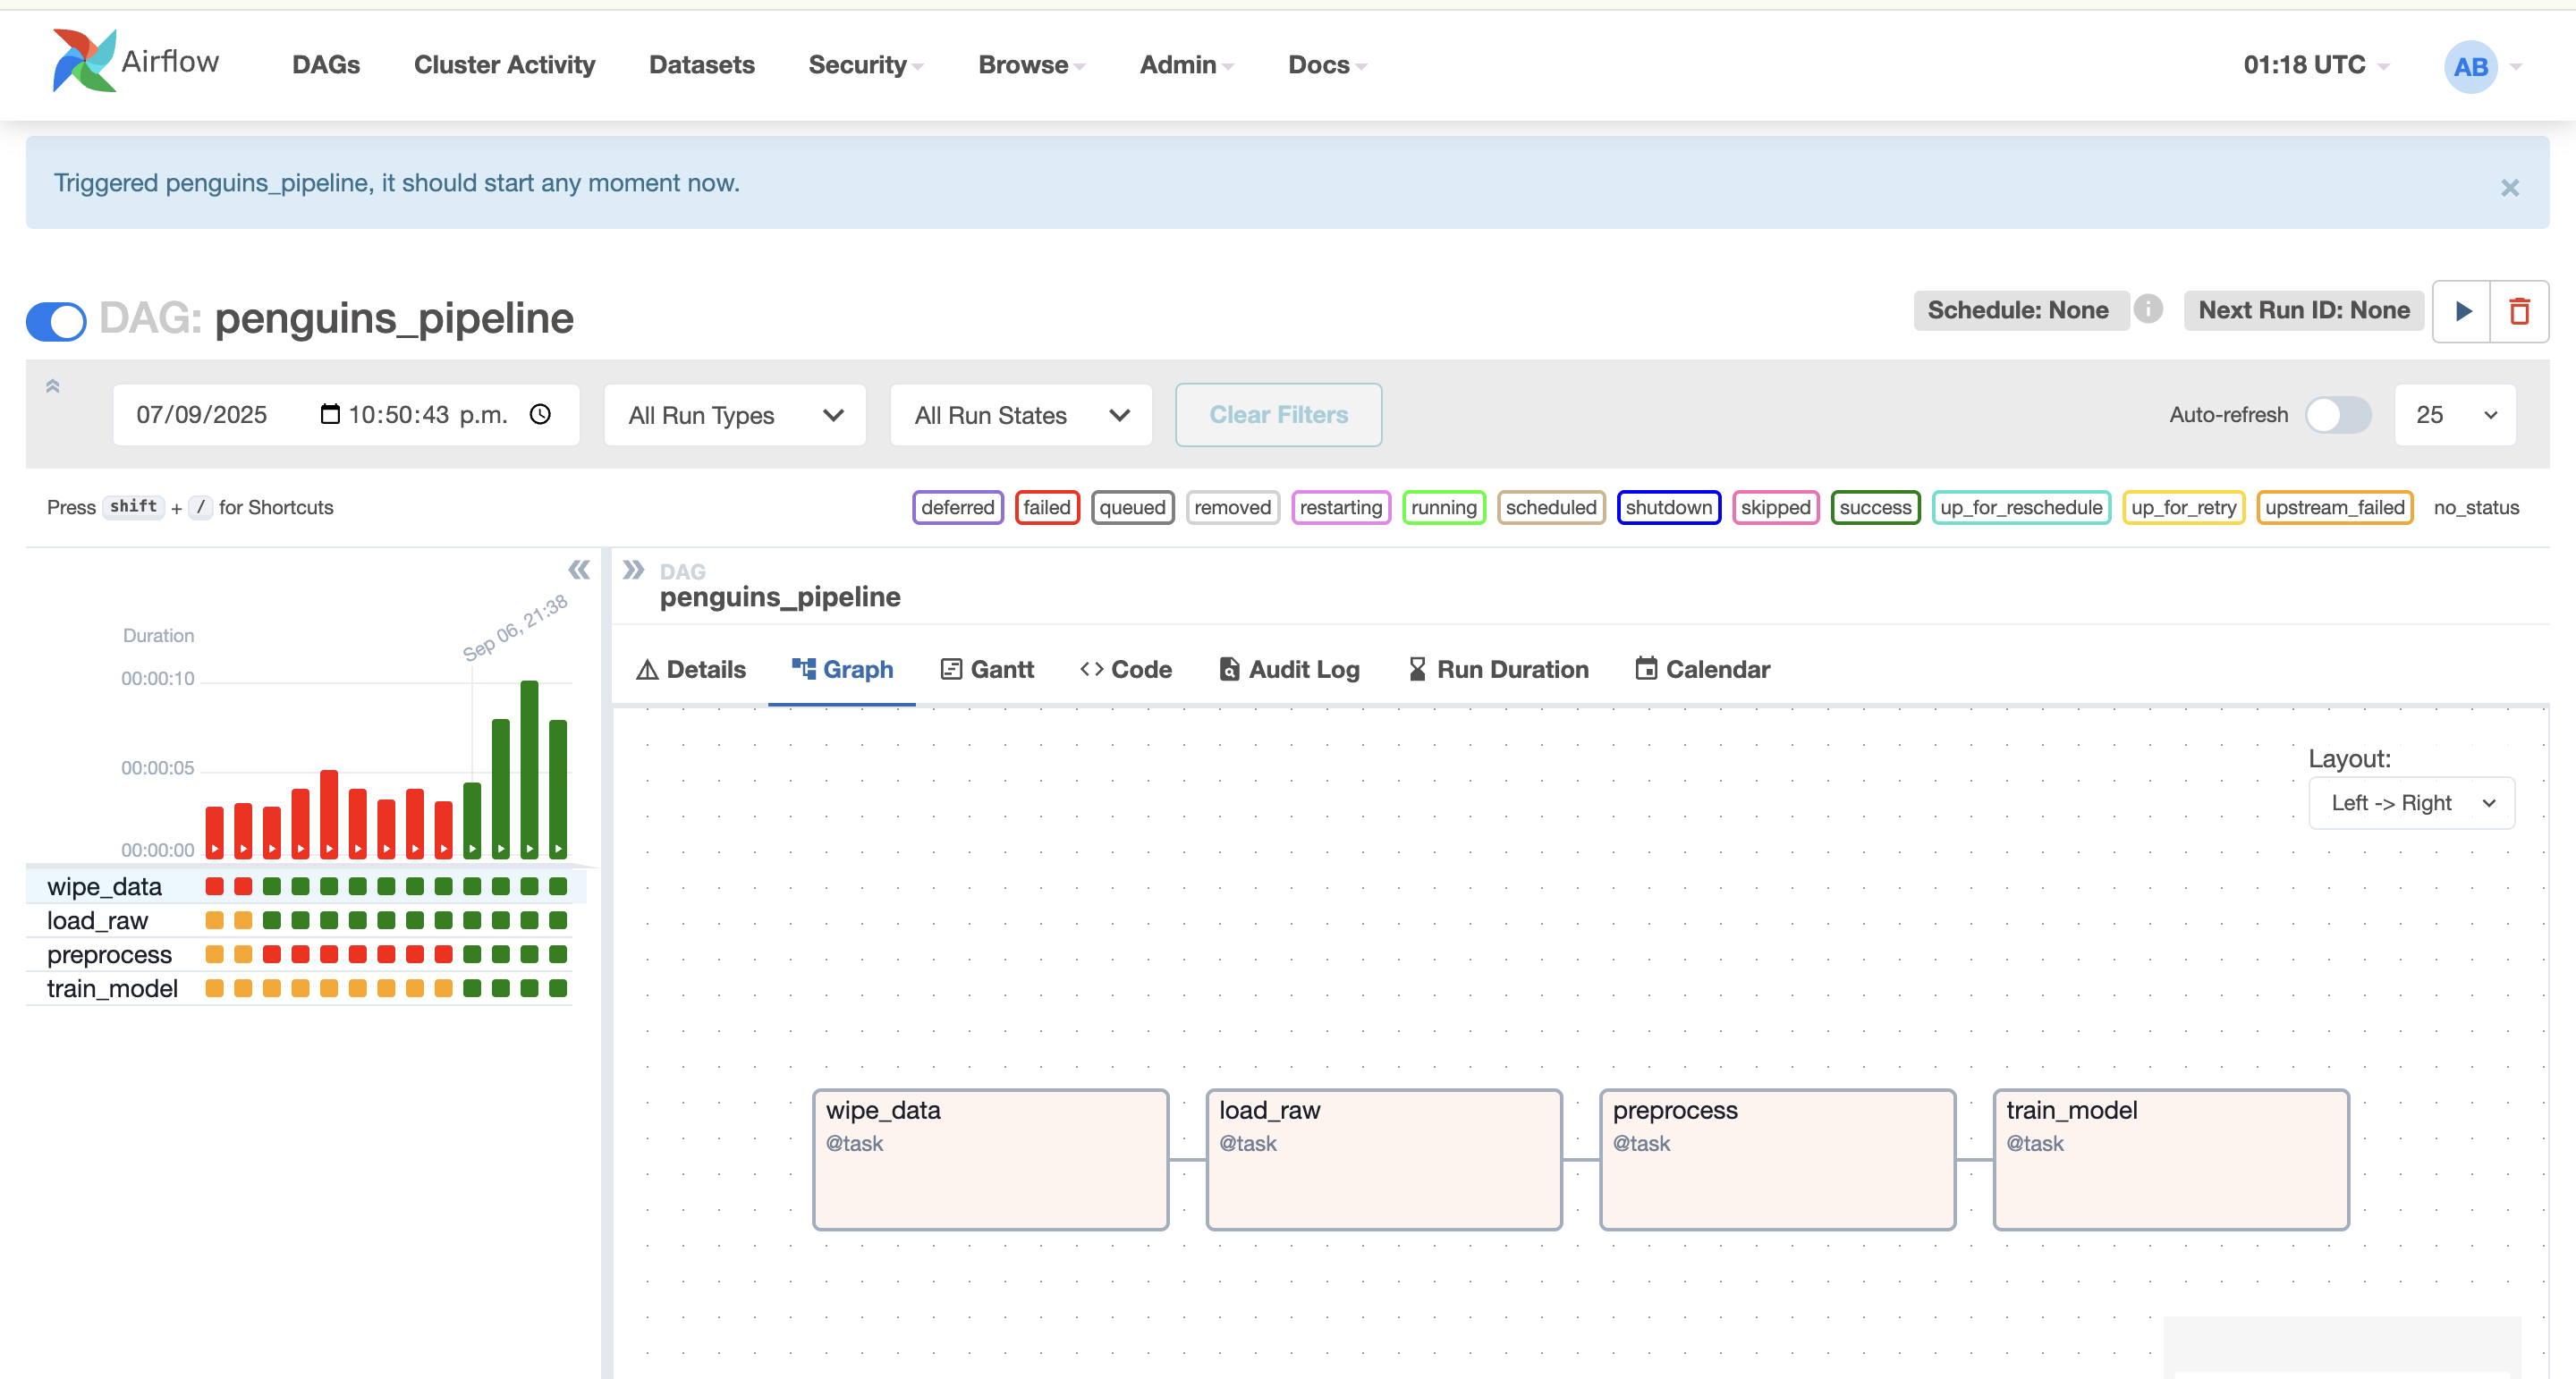 Airflow DAGs Cluster Activity Datasets Security Browse Admin Docs 01:18 UTC AB
Triggered penguins_pipeline, it should start any moment now. ×
DAG: penguins_pipeline Schedule: None i Next Run ID: None
07/09/2025 10:50:43 p.m. All Run Types All Run States Clear Filters Auto-refresh 25
Press shift + / for Shortcuts deferred failed queued removed restarting running scheduled shutdown skipped success up_for_reschedule up_for_retry upstream_failed no_status
DAG
penguins_pipeline
Details Graph Gantt Code Audit Log Run Duration Calendar
Sep 06, 21:38
Duration
00:00:10
00:00:05
00:00:00
wipe_data
load_raw
preprocess
train_model
Layout:
Left -> Right
wipe_data
@task
load_raw
@task
preprocess
@task
train_model
@task